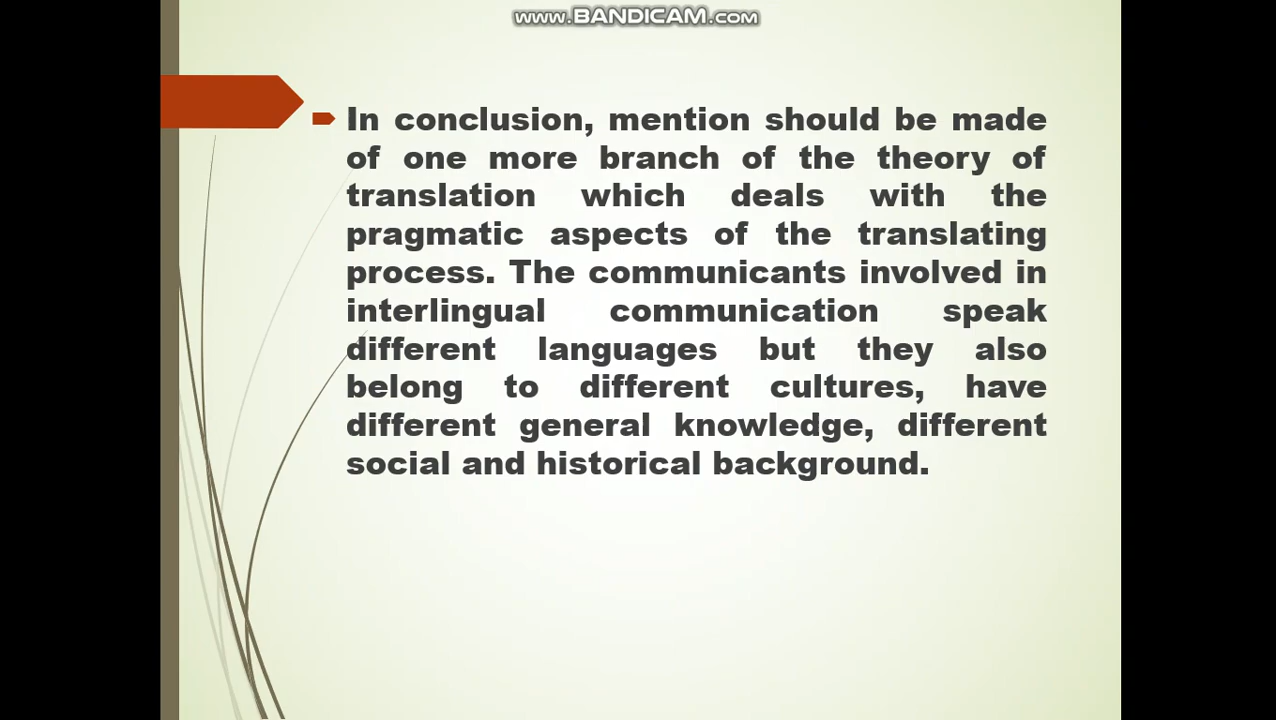 www.BANDICAM.com
In conclusion, mention should be made
of one more branch of the theory of
translation which deals with the
pragmatic aspects of the translating
process. The communicants involved in
interlingual communication speak
different languages but they also
belong to different cultures, have
different general knowledge, different
social and historical background.